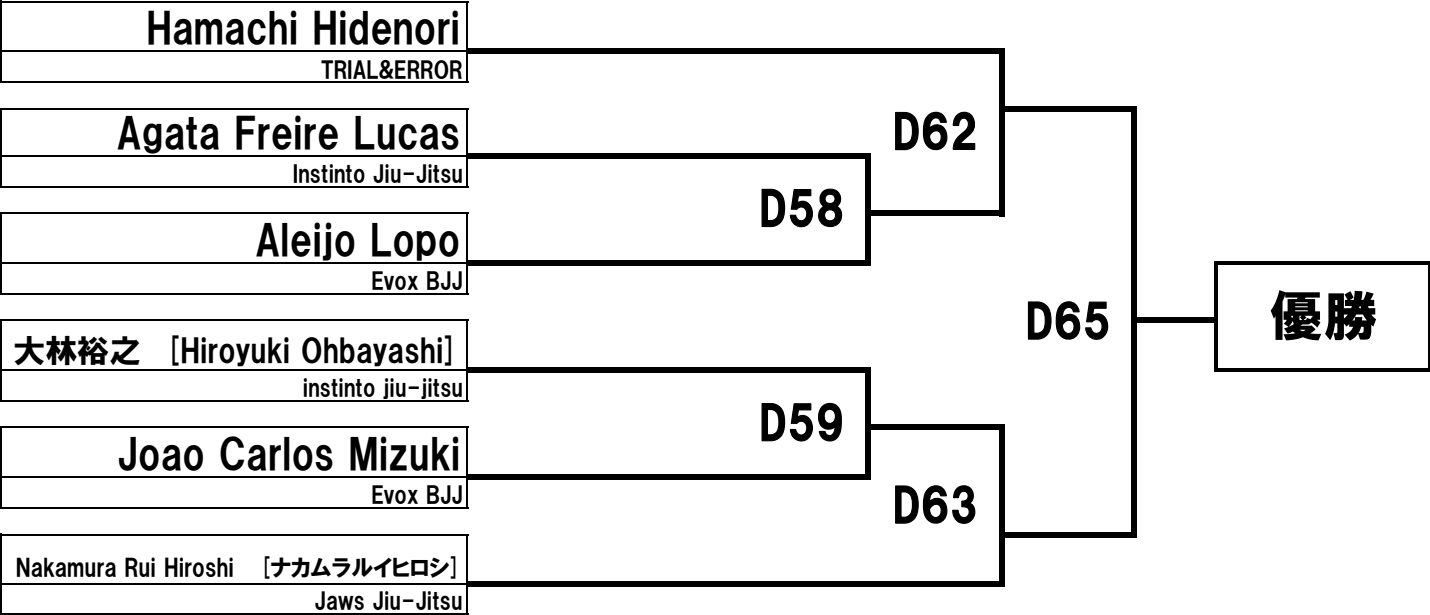 Hamachi Hidenori
TRIAL&ERROR
Agata Freire Lucas
Instinto Jiu-Jitsu
Aleijo Lopo
Evox BJJ
大林裕之　[Hiroyuki Ohbayashi]
instinto jiu-jitsu
Joao Carlos Mizuki
Evox BJJ
Nakamura Rui Hiroshi　[ナカムラルイヒロシ]
Jaws Jiu-Jitsu
D62
D58
D59
D63
D65
優勝